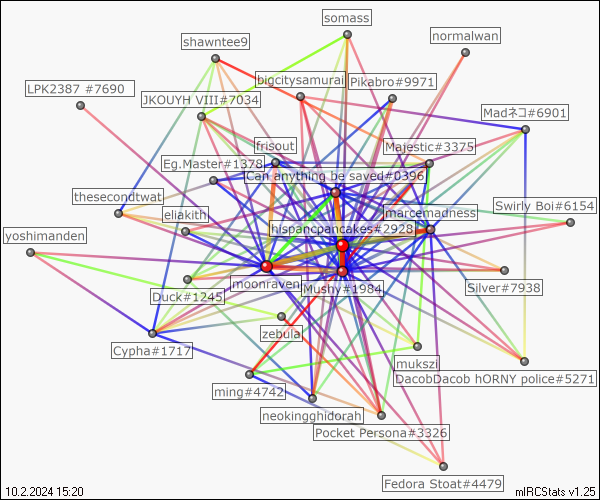 somass
shawntee9
normalwan
bigcitysamurai
Pikabro#9971
LPK2387 #7690
JKOUYH VIII#7034
Madネコ#6901
frisout
Majestic#3375
Eg.Master#1378
Can anything be saved#0396
thesecondtwat
Swirly Boi#6154
eliakith
marcemadness
hispancpancakes#2928
yoshimanden
moonraven
Mushy#1984
Silver#7938
Duck#1245
zebula
Cypha#1717
mukszi
DacobDacob hORNY police#5271
ming#4742
neokingghidorah
Pocket Persona#3326
Fedora Stoat#4479
10.2.2024 15:20
mIRCStats v1.25